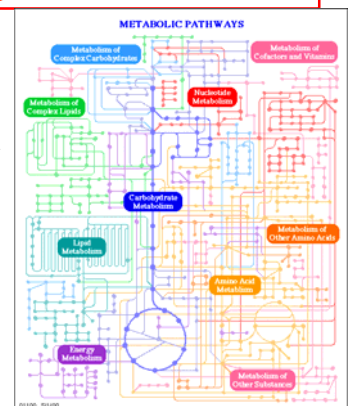 METABOLIC PATHWAYS
Metabolism of
Complex Carbohydrates
Metabolism of
Cofactors and Vitamins
Nucleotide
Metabolism
Metabolism of
Complex Lipids
Carbohydrate
Metabolism
Metabolism of
Other Amino Acids
Lipid
Metabolism
Amino Acid
Metablism
Energy
Metabolism
Metabolism of
Other Substances